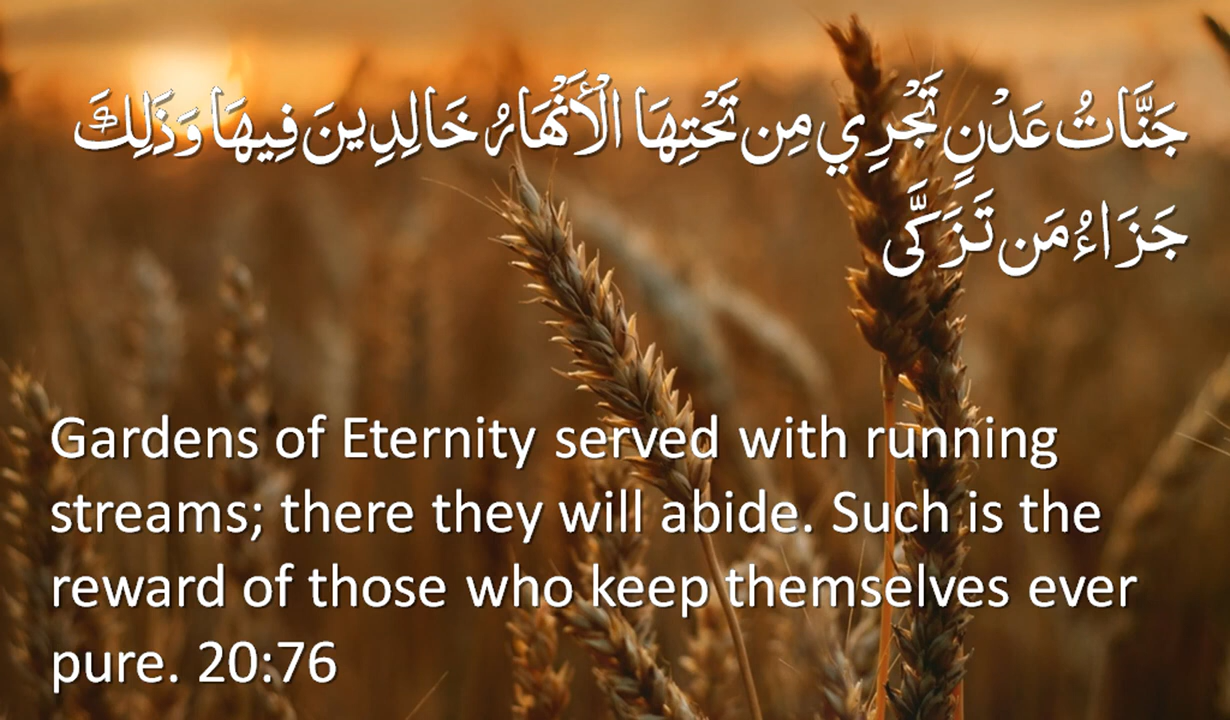 جَنَّاتُ عَدْنٍ تَجْرِي مِن تَحْتِهَا الْأَنْهَارُ خَالِدِينَ فِيهَا وَذَٰلِكَ
جَزَاءُ مَن تَزَكَّى
Gardens of Eternity served with running
streams; there they will abide. Such is the
reward of those who keep themselves ever
pure. 20:76